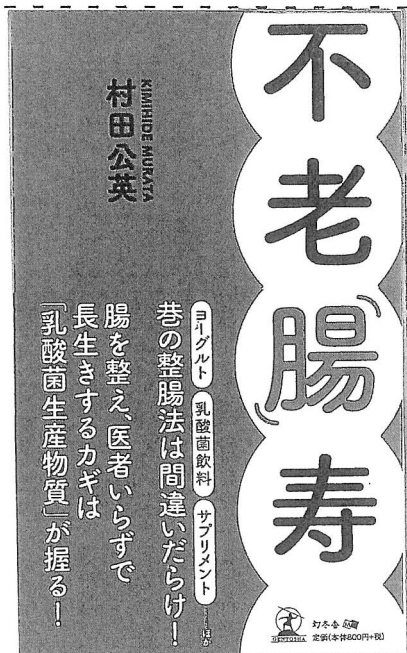 不老“腸”寿
KIMIHIDE MURATA
村田公英
ヨーグルト 乳酸菌飲料 サプリメント ……ほか
巷の整腸法は間違いだらけ！
腸を整え、医者いらずで
長生きするカギは
「乳酸菌生産物質」が握る！
GENTOSHA
幻冬舎
定価(本体800円+税)